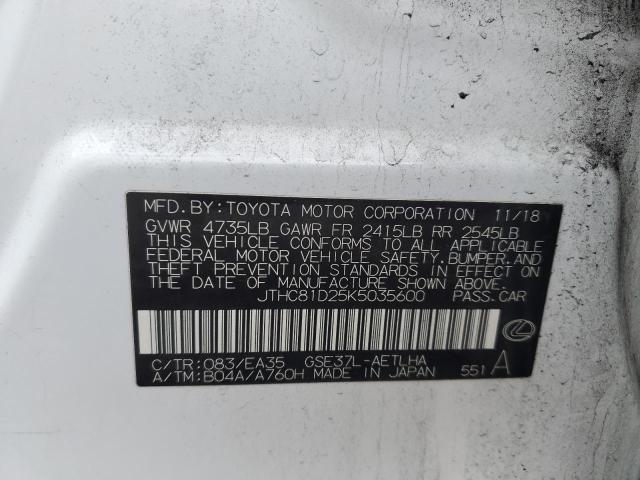 MFD. BY: TOYOTA MOTOR CORPORATION 11/18
GVWR 4735LB GAWR FR 2415LB RR 2545LB
THIS VEHICLE CONFORMS TO ALL APPLICABLE
FEDERAL MOTOR VEHICLE SAFETY, BUMPER, AND
THEFT PREVENTION STANDARDS IN EFFECT ON
THE DATE OF MANUFACTURE SHOWN ABOVE.
JTHC81D25K5035600 PASS. CAR
C/TR: 083/EA35 GSE37L-AETLHA
A/TM: B04A/A760H MADE IN JAPAN 551 A